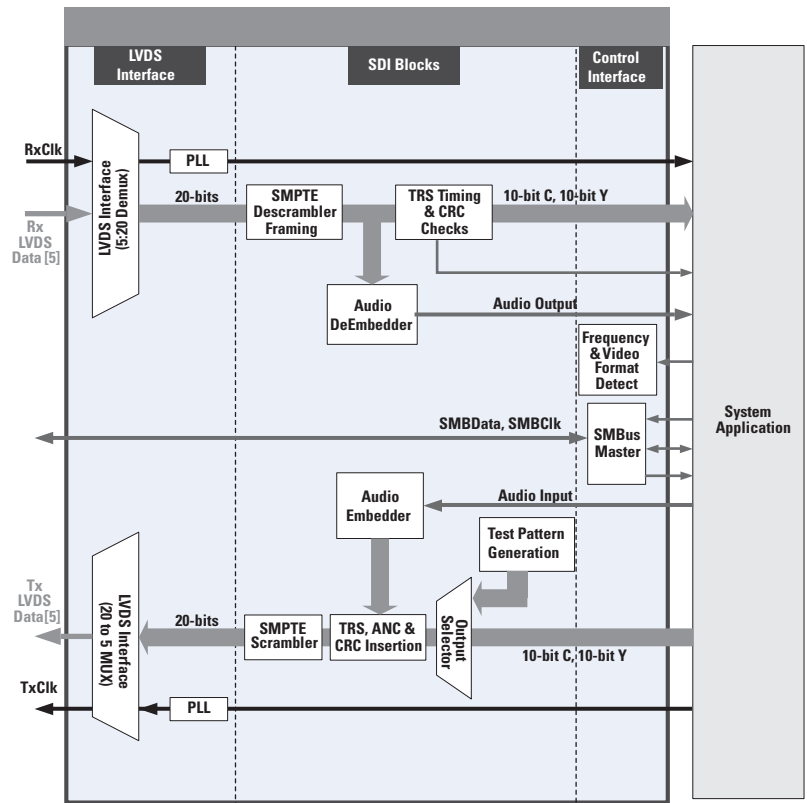 LVDS
Interface
SDI Blocks
Control
Interface
RxClk
PLL
LVDS Interface
(5:20 Demux)
20-bits
SMPTE
Descrambler
Framing
TRS Timing
& CRC
Checks
10-bit C, 10-bit Y
Rx
LVDS
Data [5]
Audio
DeEmbedder
Audio Output
Frequency
& Video
Format
Detect
System
Application
SMBData, SMBClk
SMBus
Master
Audio
Embedder
Audio Input
Test Pattern
Generation
Tx
LVDS
Data[5]
LVDS Interface
(20 to 5 MUX)
20-bits
SMPTE
Scrambler
TRS, ANC &
CRC Insertion
Output
Selector
10-bit C, 10-bit Y
TxClk
PLL